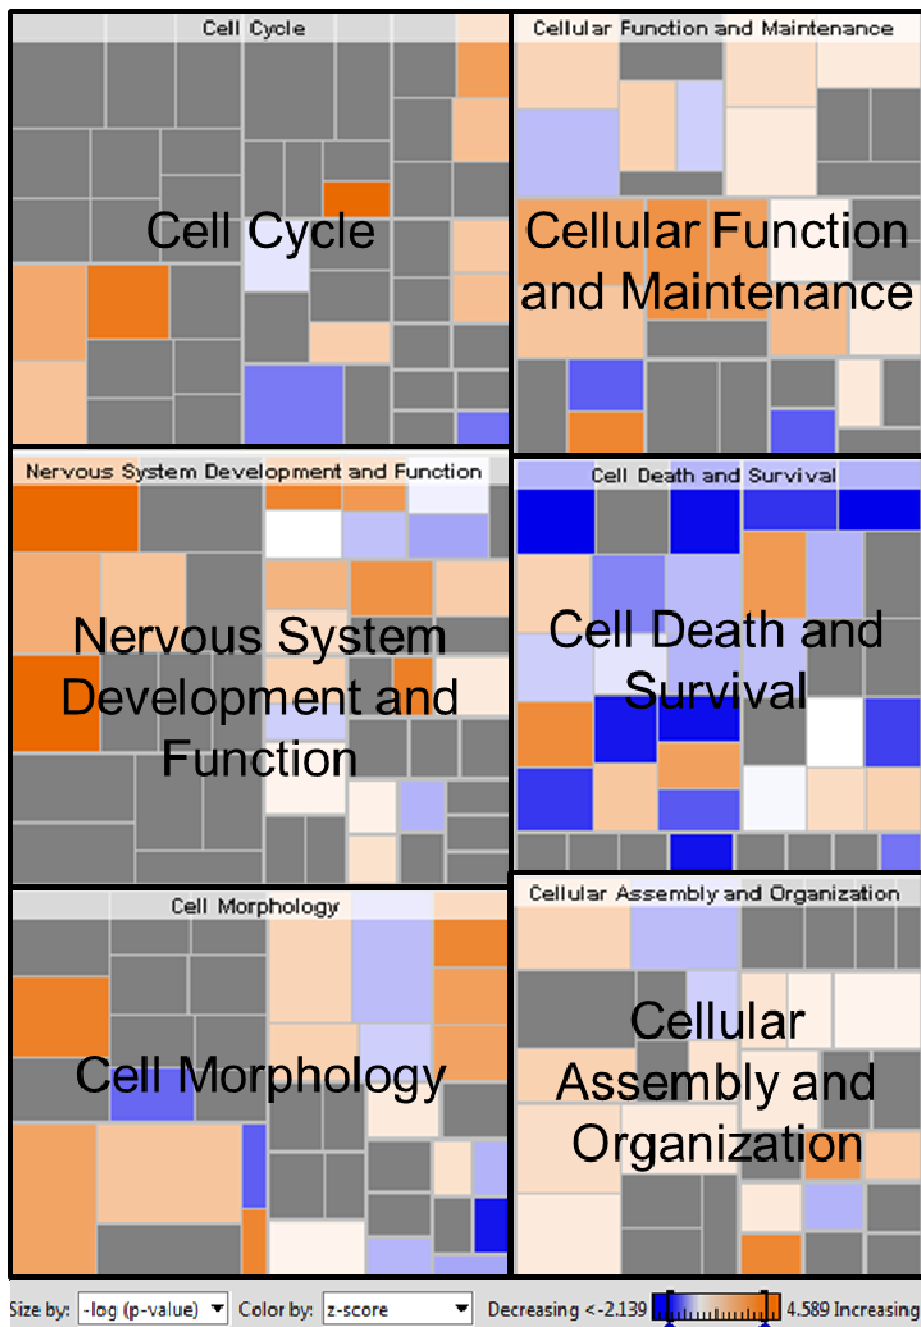 Cell Cycle
Cell Cycle
Cellular Function and Maintenance
Cellular Function
and Maintenance
Nervous System Development and Function
Nervous System
Development and
Function
Cell Death and Survival
Cell Death and
Survival
Cell Morphology
Cell Morphology
Cellular Assembly and Organization
Cellular
Assembly and
Organization
Size by: -log (p-value) Color by: z-score Decreasing <-2.139 4.589 Increasing